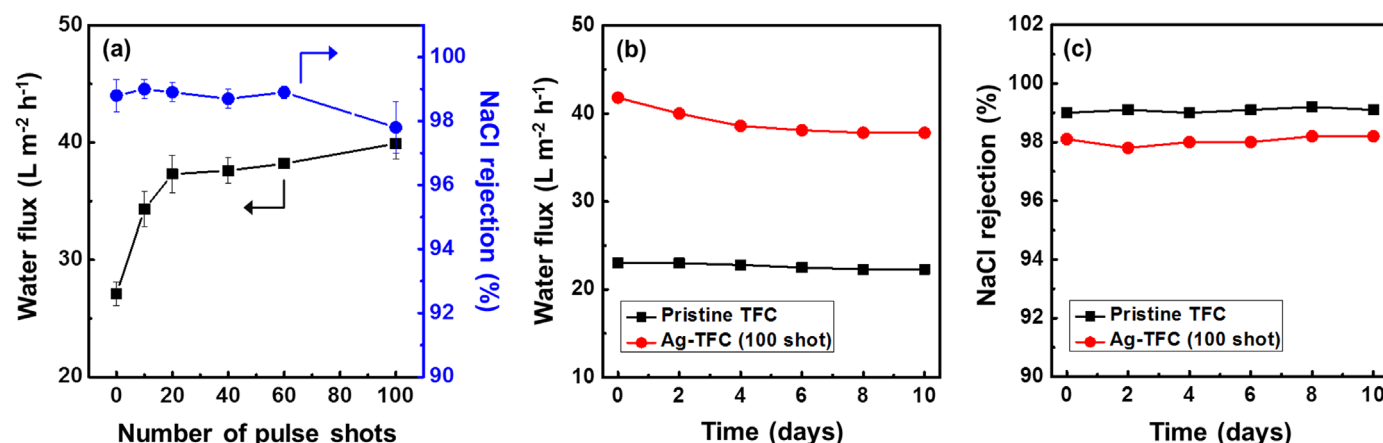 (a)
50
40
30
20
Water flux (L m⁻² h⁻¹)
0 20 40 60 80 100
Number of pulse shots
100
98
96
94
92
90
NaCl rejection (%)
(b)
50
40
30
20
10
Water flux (L m⁻² h⁻¹)
Pristine TFC
Ag-TFC (100 shot)
0 2 4 6 8 10
Time (days)
(c)
102
100
98
96
94
92
90
NaCl rejection (%)
Pristine TFC
Ag-TFC (100 shot)
0 2 4 6 8 10
Time (days)